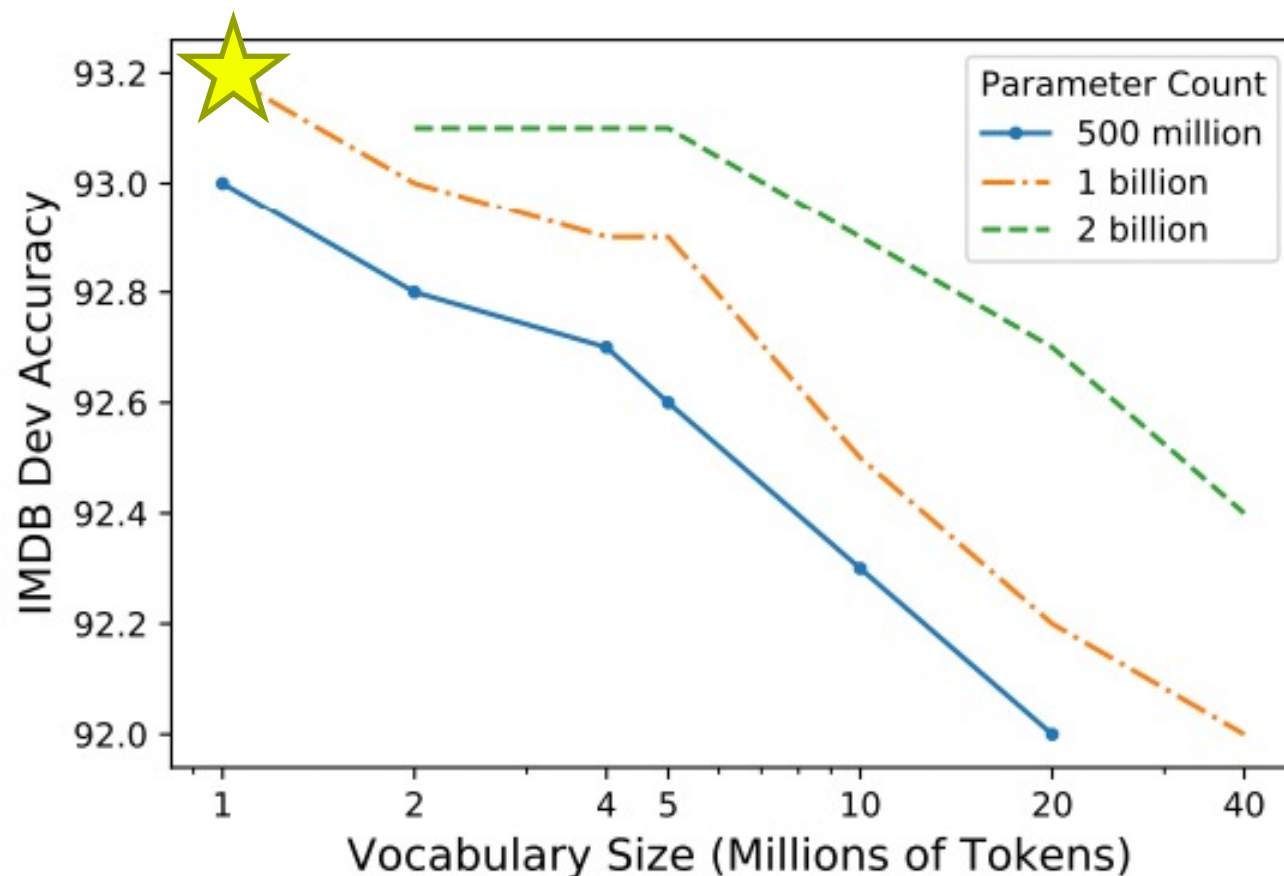 93.2
93.0
92.8
92.6
92.4
92.2
92.0
IMDB Dev Accuracy
Parameter Count
500 million
1 billion
2 billion
1 2 4 5 10 20 40
Vocabulary Size (Millions of Tokens)